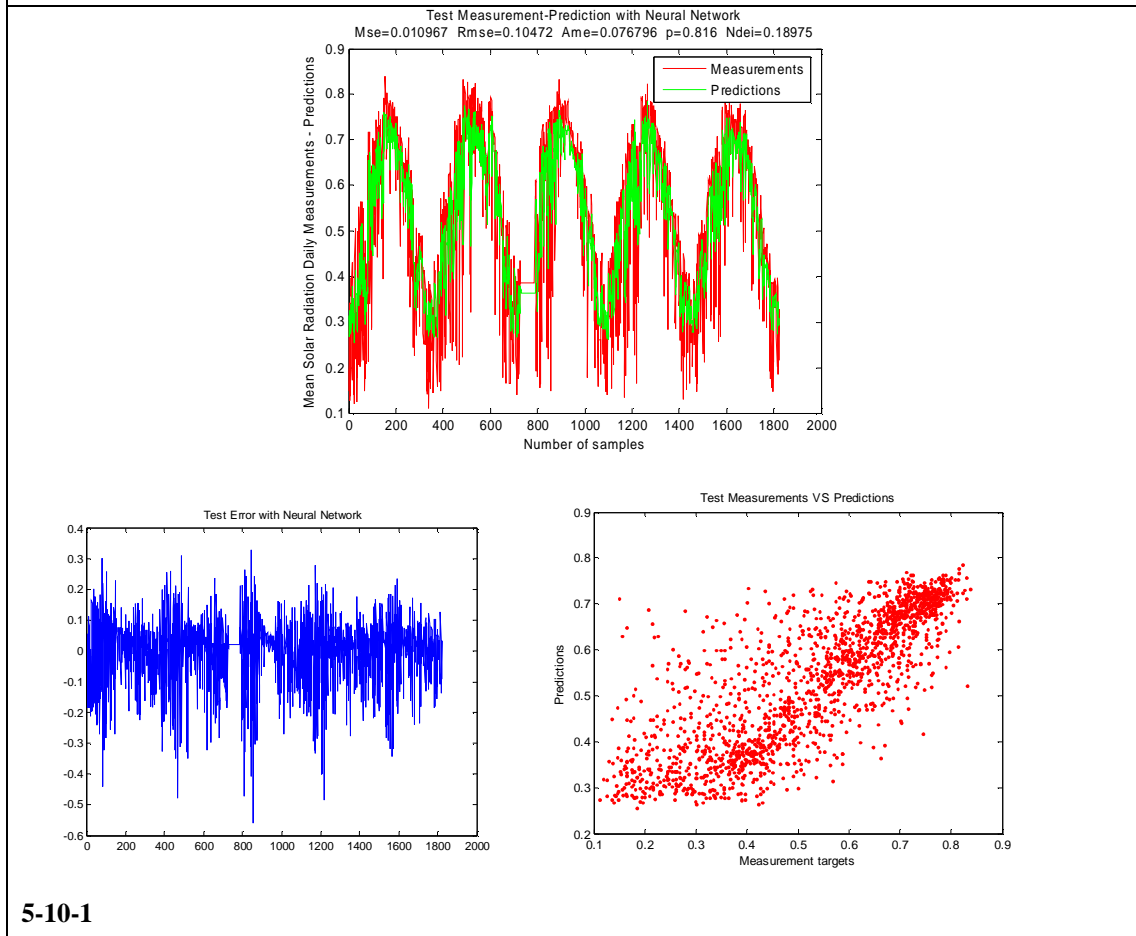 Test Measurement-Prediction with Neural Network
Mse=0.010967 Rmse=0.10472 Ame=0.076796 p=0.816 Ndei=0.18975
0.9
0.8
0.7
0.6
0.5
0.4
0.3
0.2
0.1
Mean Solar Radiation Daily Measurements - Predictions
Measurements
Predictions
0 200 400 600 800 1000 1200 1400 1600 1800 2000
Number of samples
Test Error with Neural Network
0.4
0.3
0.2
0.1
0
-0.1
-0.2
-0.3
-0.4
-0.5
-0.6
0 200 400 600 800 1000 1200 1400 1600 1800 2000
Test Measurements VS Predictions
0.9
0.8
0.7
0.6
0.5
0.4
0.3
0.2
Predictions
0.1 0.2 0.3 0.4 0.5 0.6 0.7 0.8 0.9
Measurement targets
5-10-1